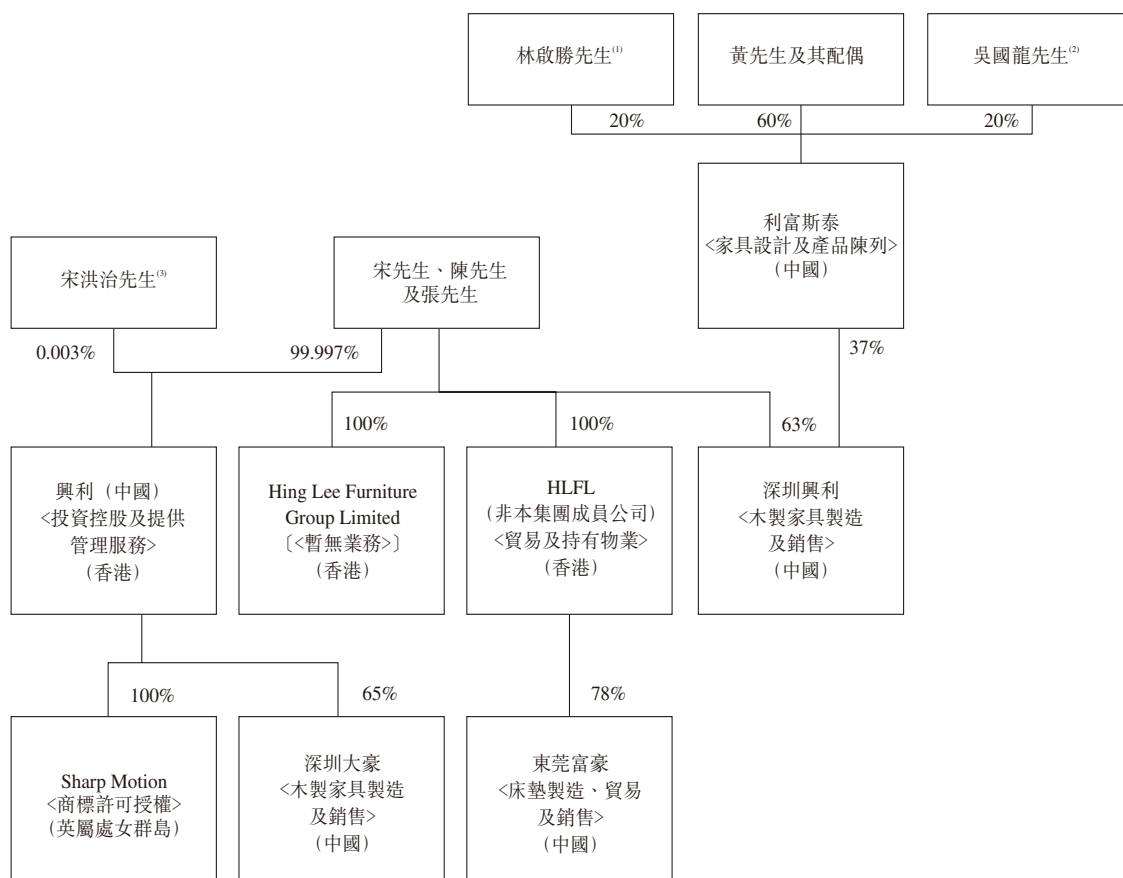 林啟勝先生(1)
黃先生及其配偶
吳國龍先生(2)
20%
60%
20%
利富斯泰
<家具設計及產品陳列>
(中國)
宋洪治先生(3)
宋先生、陳先生
及張先生
0.003%
99.997%
37%
100%
100%
63%
興利(中國)
<投資控股及提供
管理服務>
(香港)
Hing Lee Furniture
Group Limited
〔<暫無業務>〕
(香港)
HLFL
(非本集團成員公司)
<貿易及持有物業>
(香港)
深圳興利
<木製家具製造
及銷售>
(中國)
100%
65%
78%
Sharp Motion
<商標許可授權>
(英屬處女群島)
深圳大豪
<木製家具製造
及銷售>
(中國)
東莞富豪
<床墊製造、貿易
及銷售>
(中國)